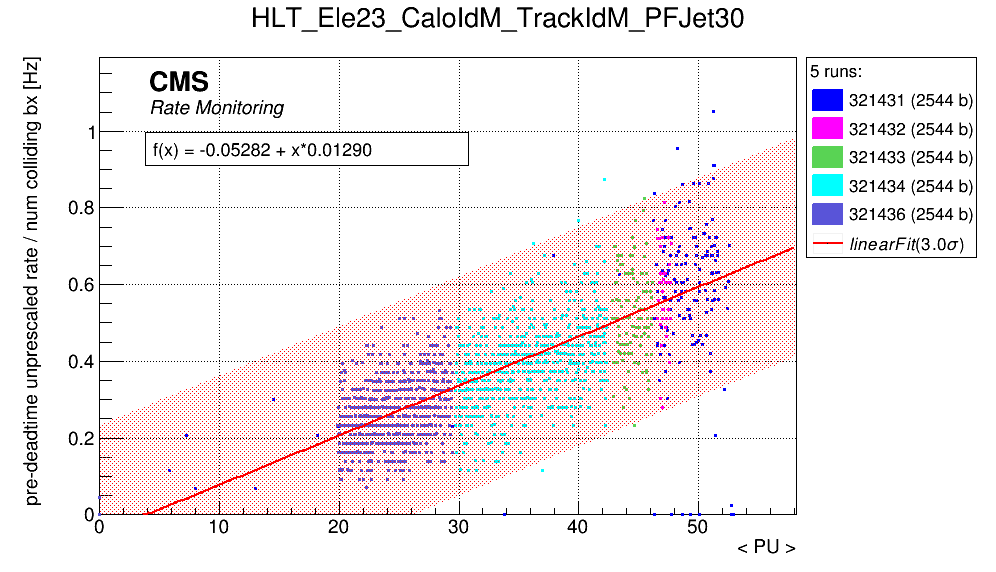 HLT_Ele23_CaloIdM_TrackIdM_PFJet30
pre-deadtime unprescaled rate / num colliding bx [Hz]
CMS
Rate Monitoring
f(x) = -0.05282 + x*0.01290
1
0.8
0.6
0.4
0.2
0
0 10 20 30 40 50
< PU >
5 runs:
321431 (2544 b)
321432 (2544 b)
321433 (2544 b)
321434 (2544 b)
321436 (2544 b)
linearFit(3.0σ)